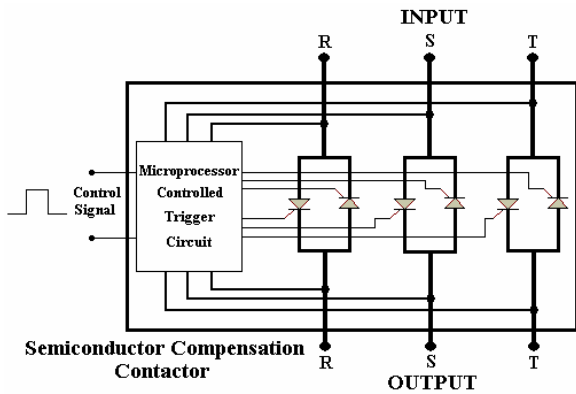 INPUT
R S T
Microprocessor
Controlled
Trigger
Circuit
Control
Signal
Semiconductor Compensation
Contactor
R S T
OUTPUT